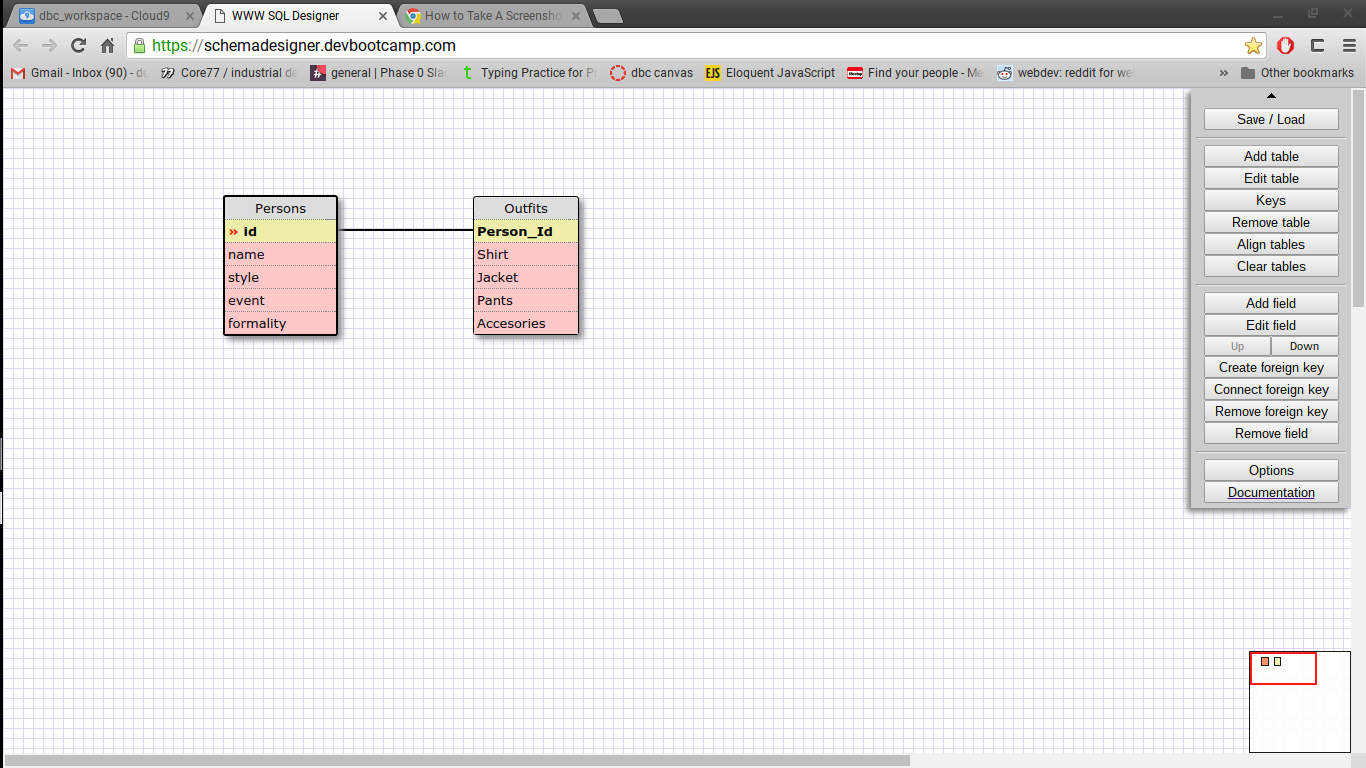 dbc_workspace - Cloud9
WWW SQL Designer
How to Take A Screensho
https://schemadesigner.devbootcamp.com
Gmail - Inbox (90) - de
Core77 / industrial de
general | Phase 0 Sla
Typing Practice for P
dbc canvas
EJS Eloquent JavaScript
Find your people - Me
webdev: reddit for we
» Other bookmarks
Save / Load
Add table
Edit table
Keys
Remove table
Align tables
Clear tables
Add field
Edit field
Up Down
Create foreign key
Connect foreign key
Remove foreign key
Remove field
Options
Documentation
Persons
» id
name
style
event
formality
Outfits
Person_Id
Shirt
Jacket
Pants
Accesories